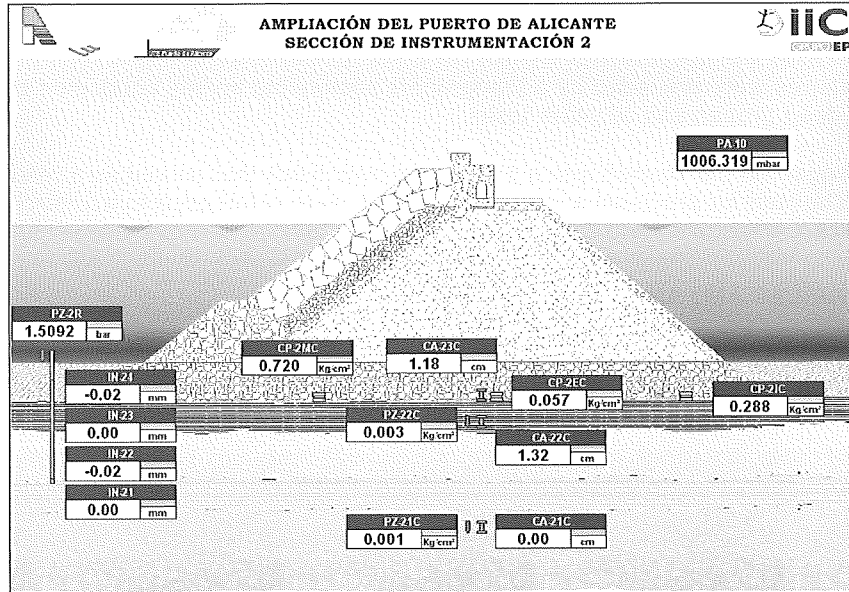 AMPLIACIÓN DEL PUERTO DE ALICANTE
SECCIÓN DE INSTRUMENTACIÓN 2
iiC
EP
PA-10
1006.319 mbar
PZ-2R
1.5092 bar
CP-2MC
0.720 Kg/cm²
CA-23C
1.18 cm
IN-24
-0.02 mm
CP-2EC
0.057 Kg/cm²
CP-2IC
0.288 Kg/cm²
IN-23
0.00 mm
PZ-22C
0.003 Kg/cm²
CA-22C
1.32 cm
IN-22
-0.02 mm
IN-21
0.00 mm
PZ-21C
0.001 Kg/cm²
CA-21C
0.00 cm